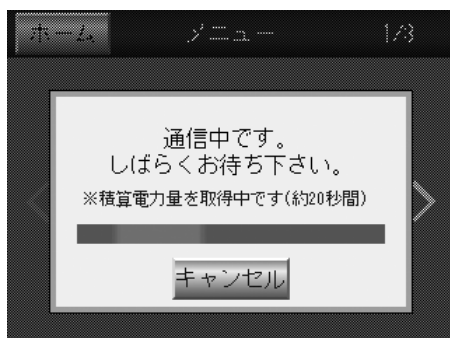 ホーム
メニュー
1/3
通信中です。
しばらくお待ち下さい。
※積算電力量を取得中です(約20秒間)
キャンセル